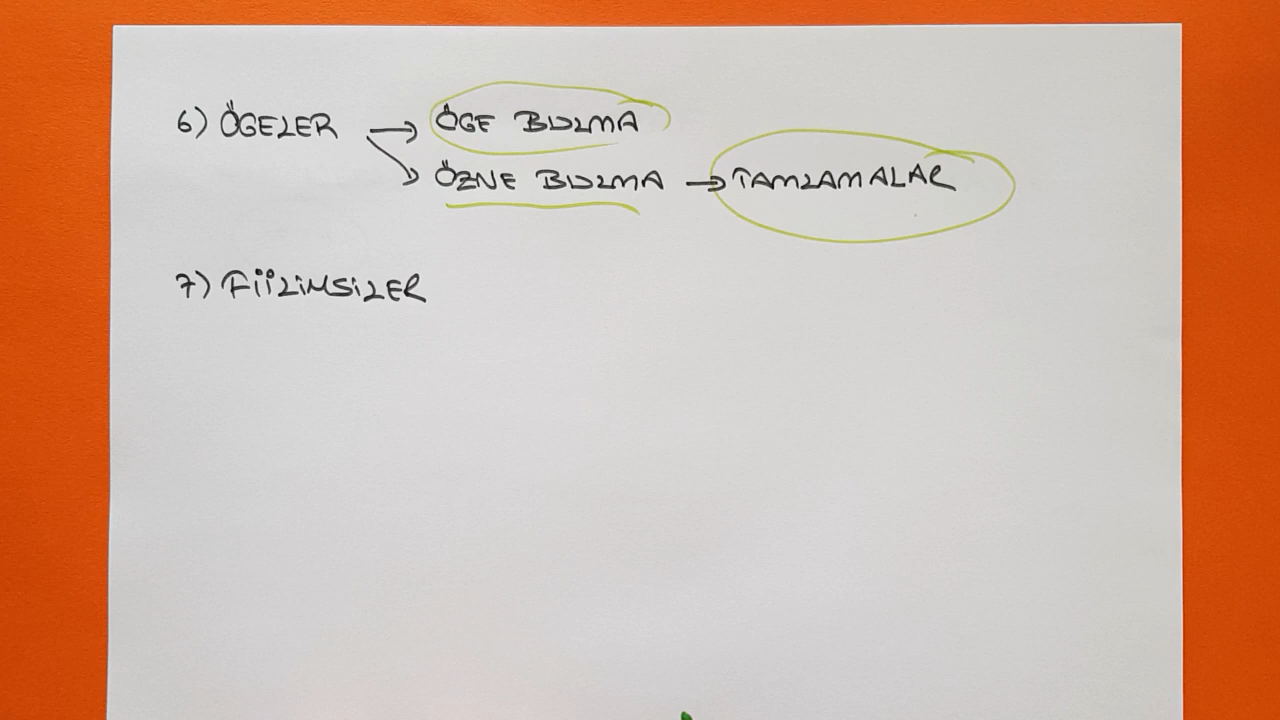 6) ÖGELER → ÖGE BULMA
ÖZNE BULMA → TAMLAMALAR
7) FİİLİMSİLER